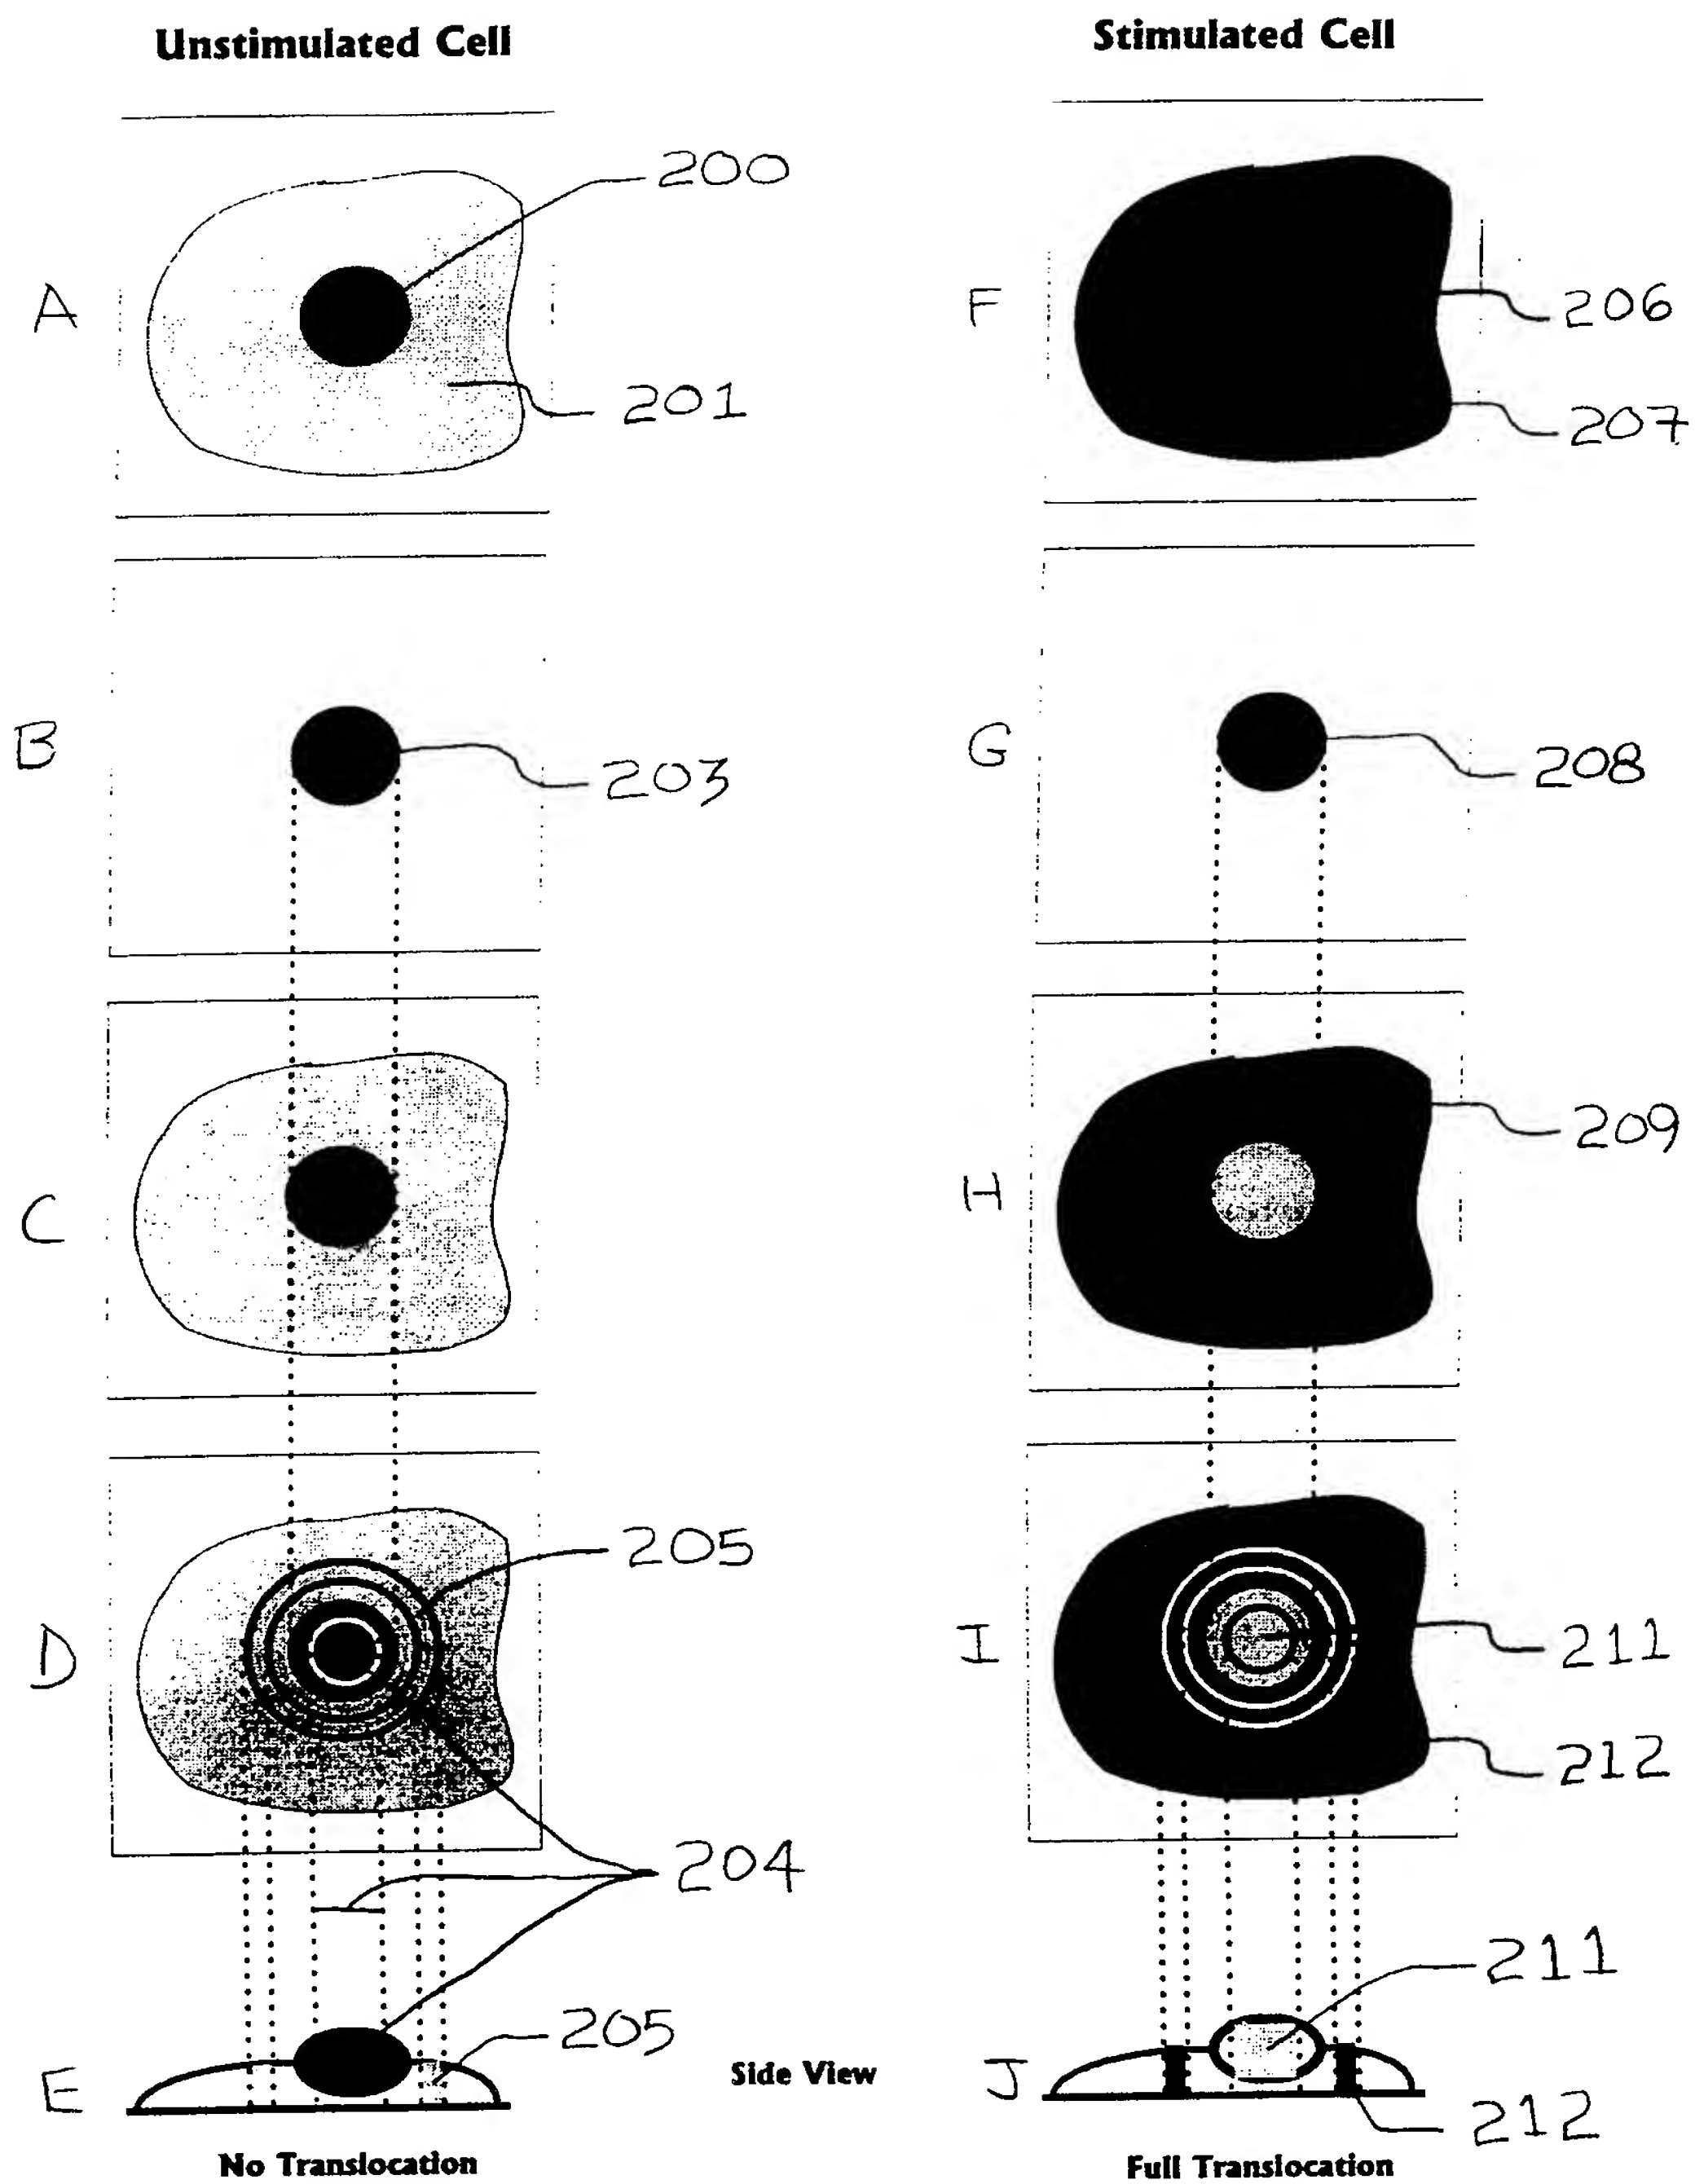 Unstimulated Cell
Stimulated Cell
A
200
201
F
206
207
B
203
G
208
C
H
209
D
205
204
I
211
212
E
205
Side View
J
211
212
No Translocation
Full Translocation